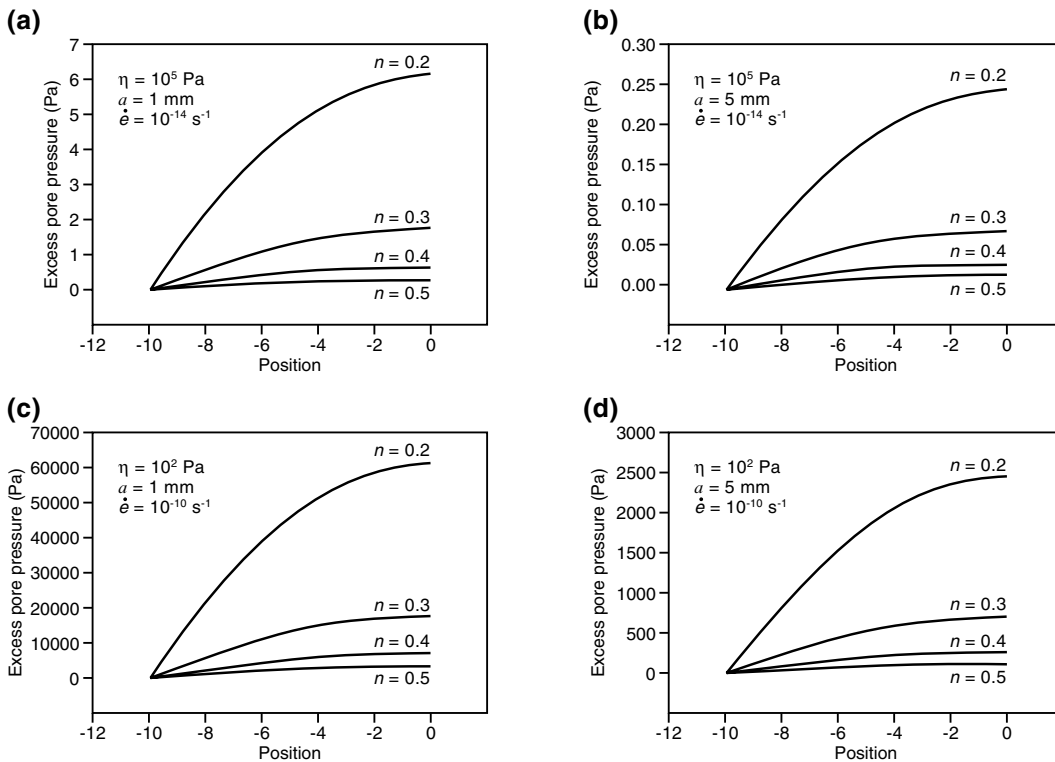 (a)
Excess pore pressure (Pa)
7
6
5
4
3
2
1
0
η = 10⁵ Pa
a = 1 mm
ė = 10⁻¹⁴ s⁻¹
n = 0.2
n = 0.3
n = 0.4
n = 0.5
-12 -10 -8 -6 -4 -2 0
Position
(b)
Excess pore pressure (Pa)
0.30
0.25
0.20
0.15
0.10
0.05
0.00
η = 10⁵ Pa
a = 5 mm
ė = 10⁻¹⁴ s⁻¹
n = 0.2
n = 0.3
n = 0.4
n = 0.5
-12 -10 -8 -6 -4 -2 0
Position
(c)
Excess pore pressure (Pa)
70000
60000
50000
40000
30000
20000
10000
0
η = 10² Pa
a = 1 mm
ė = 10⁻¹⁰ s⁻¹
n = 0.2
n = 0.3
n = 0.4
n = 0.5
-12 -10 -8 -6 -4 -2 0
Position
(d)
Excess pore pressure (Pa)
3000
2500
2000
1500
1000
500
0
η = 10² Pa
a = 5 mm
ė = 10⁻¹⁰ s⁻¹
n = 0.2
n = 0.3
n = 0.4
n = 0.5
-12 -10 -8 -6 -4 -2 0
Position